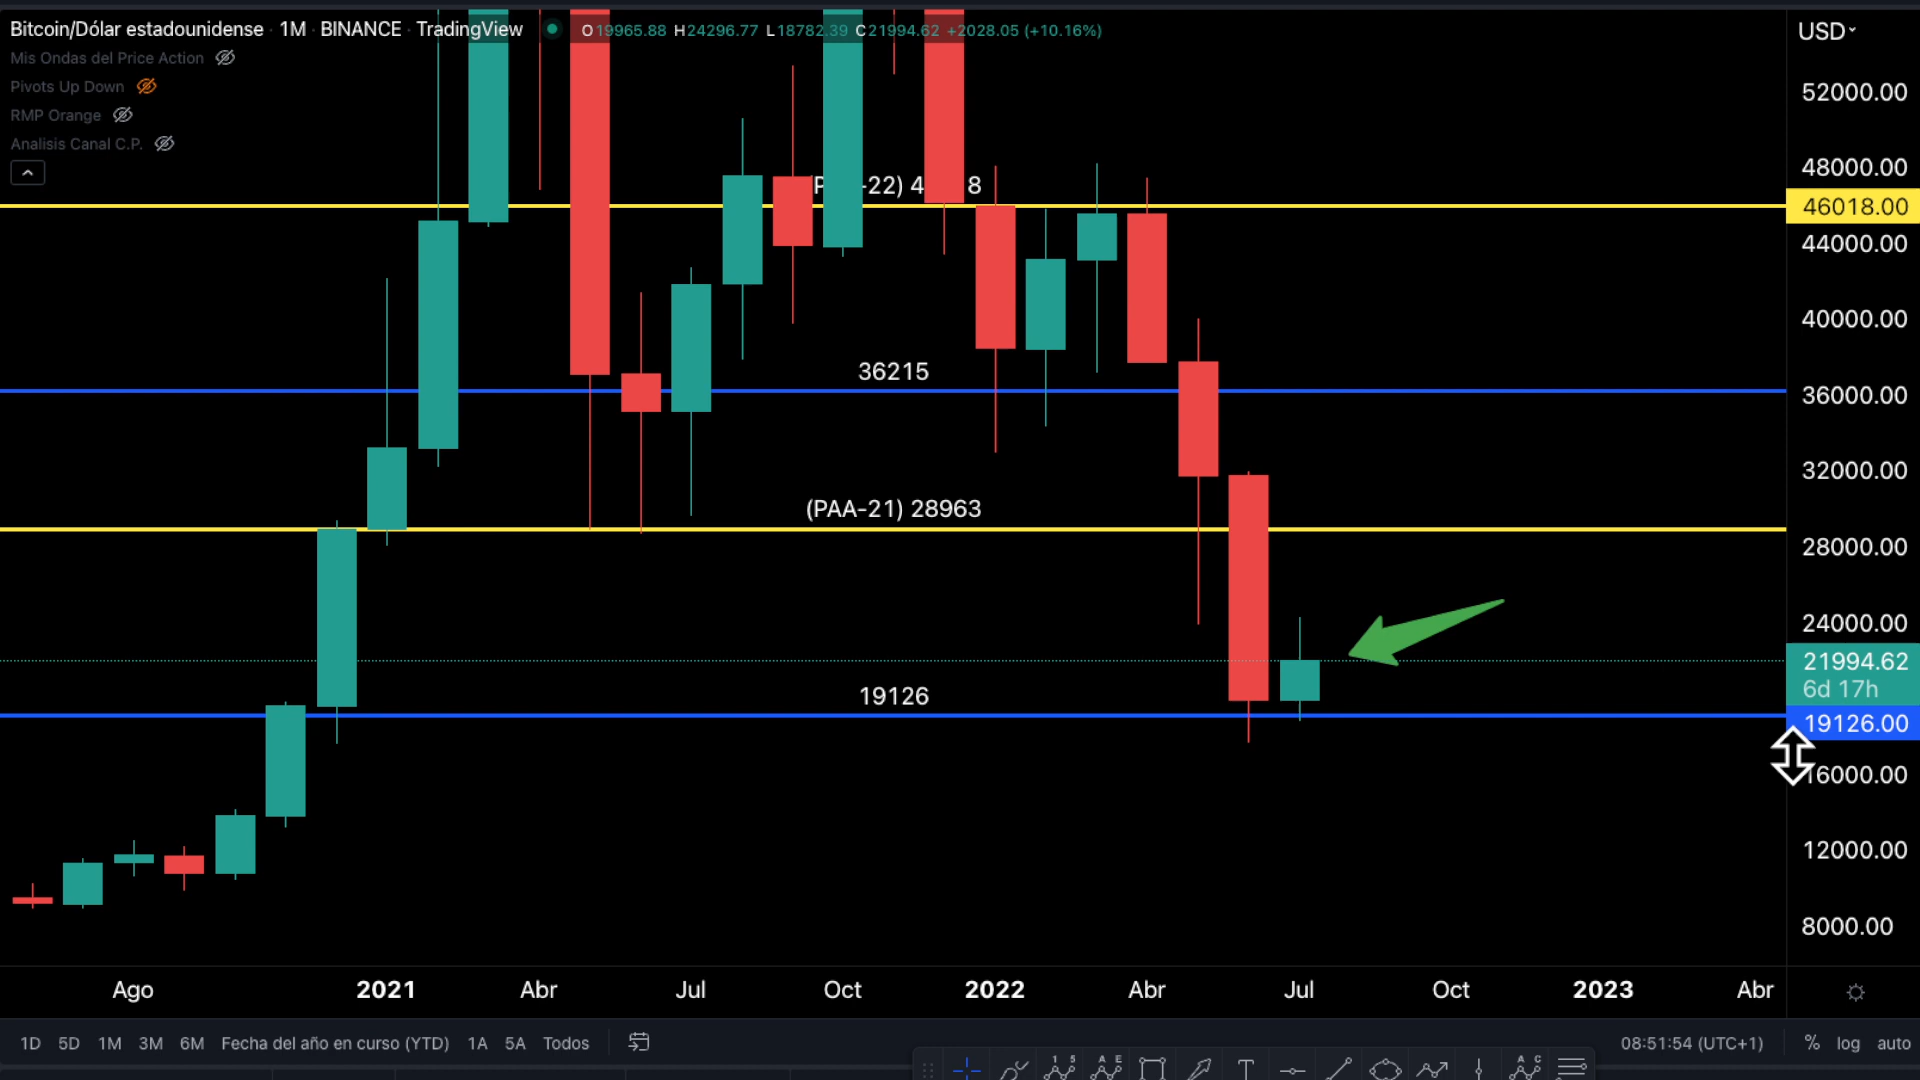 Bitcoin/Dólar estadounidense · 1M · BINANCE · TradingView O19965.88 H24296.77 L18782.39 C21994.62 +2028.05 (+10.16%)
Mis Ondas del Price Action
Pivots Up Down
RMP Orange
Analisis Canal C.P.
USD
52000.00
48000.00
46018.00
44000.00
40000.00
36000.00
32000.00
28000.00
24000.00
21994.62
6d 17h
19126.00
16000.00
12000.00
8000.00
-22) 4 8
36215
(PAA-21) 28963
19126
Ago 2021 Abr Jul Oct 2022 Abr Jul Oct 2023 Abr
1D 5D 1M 3M 6M Fecha del año en curso (YTD) 1A 5A Todos 08:51:54 (UTC+1) % log auto
1 5 A E T A C